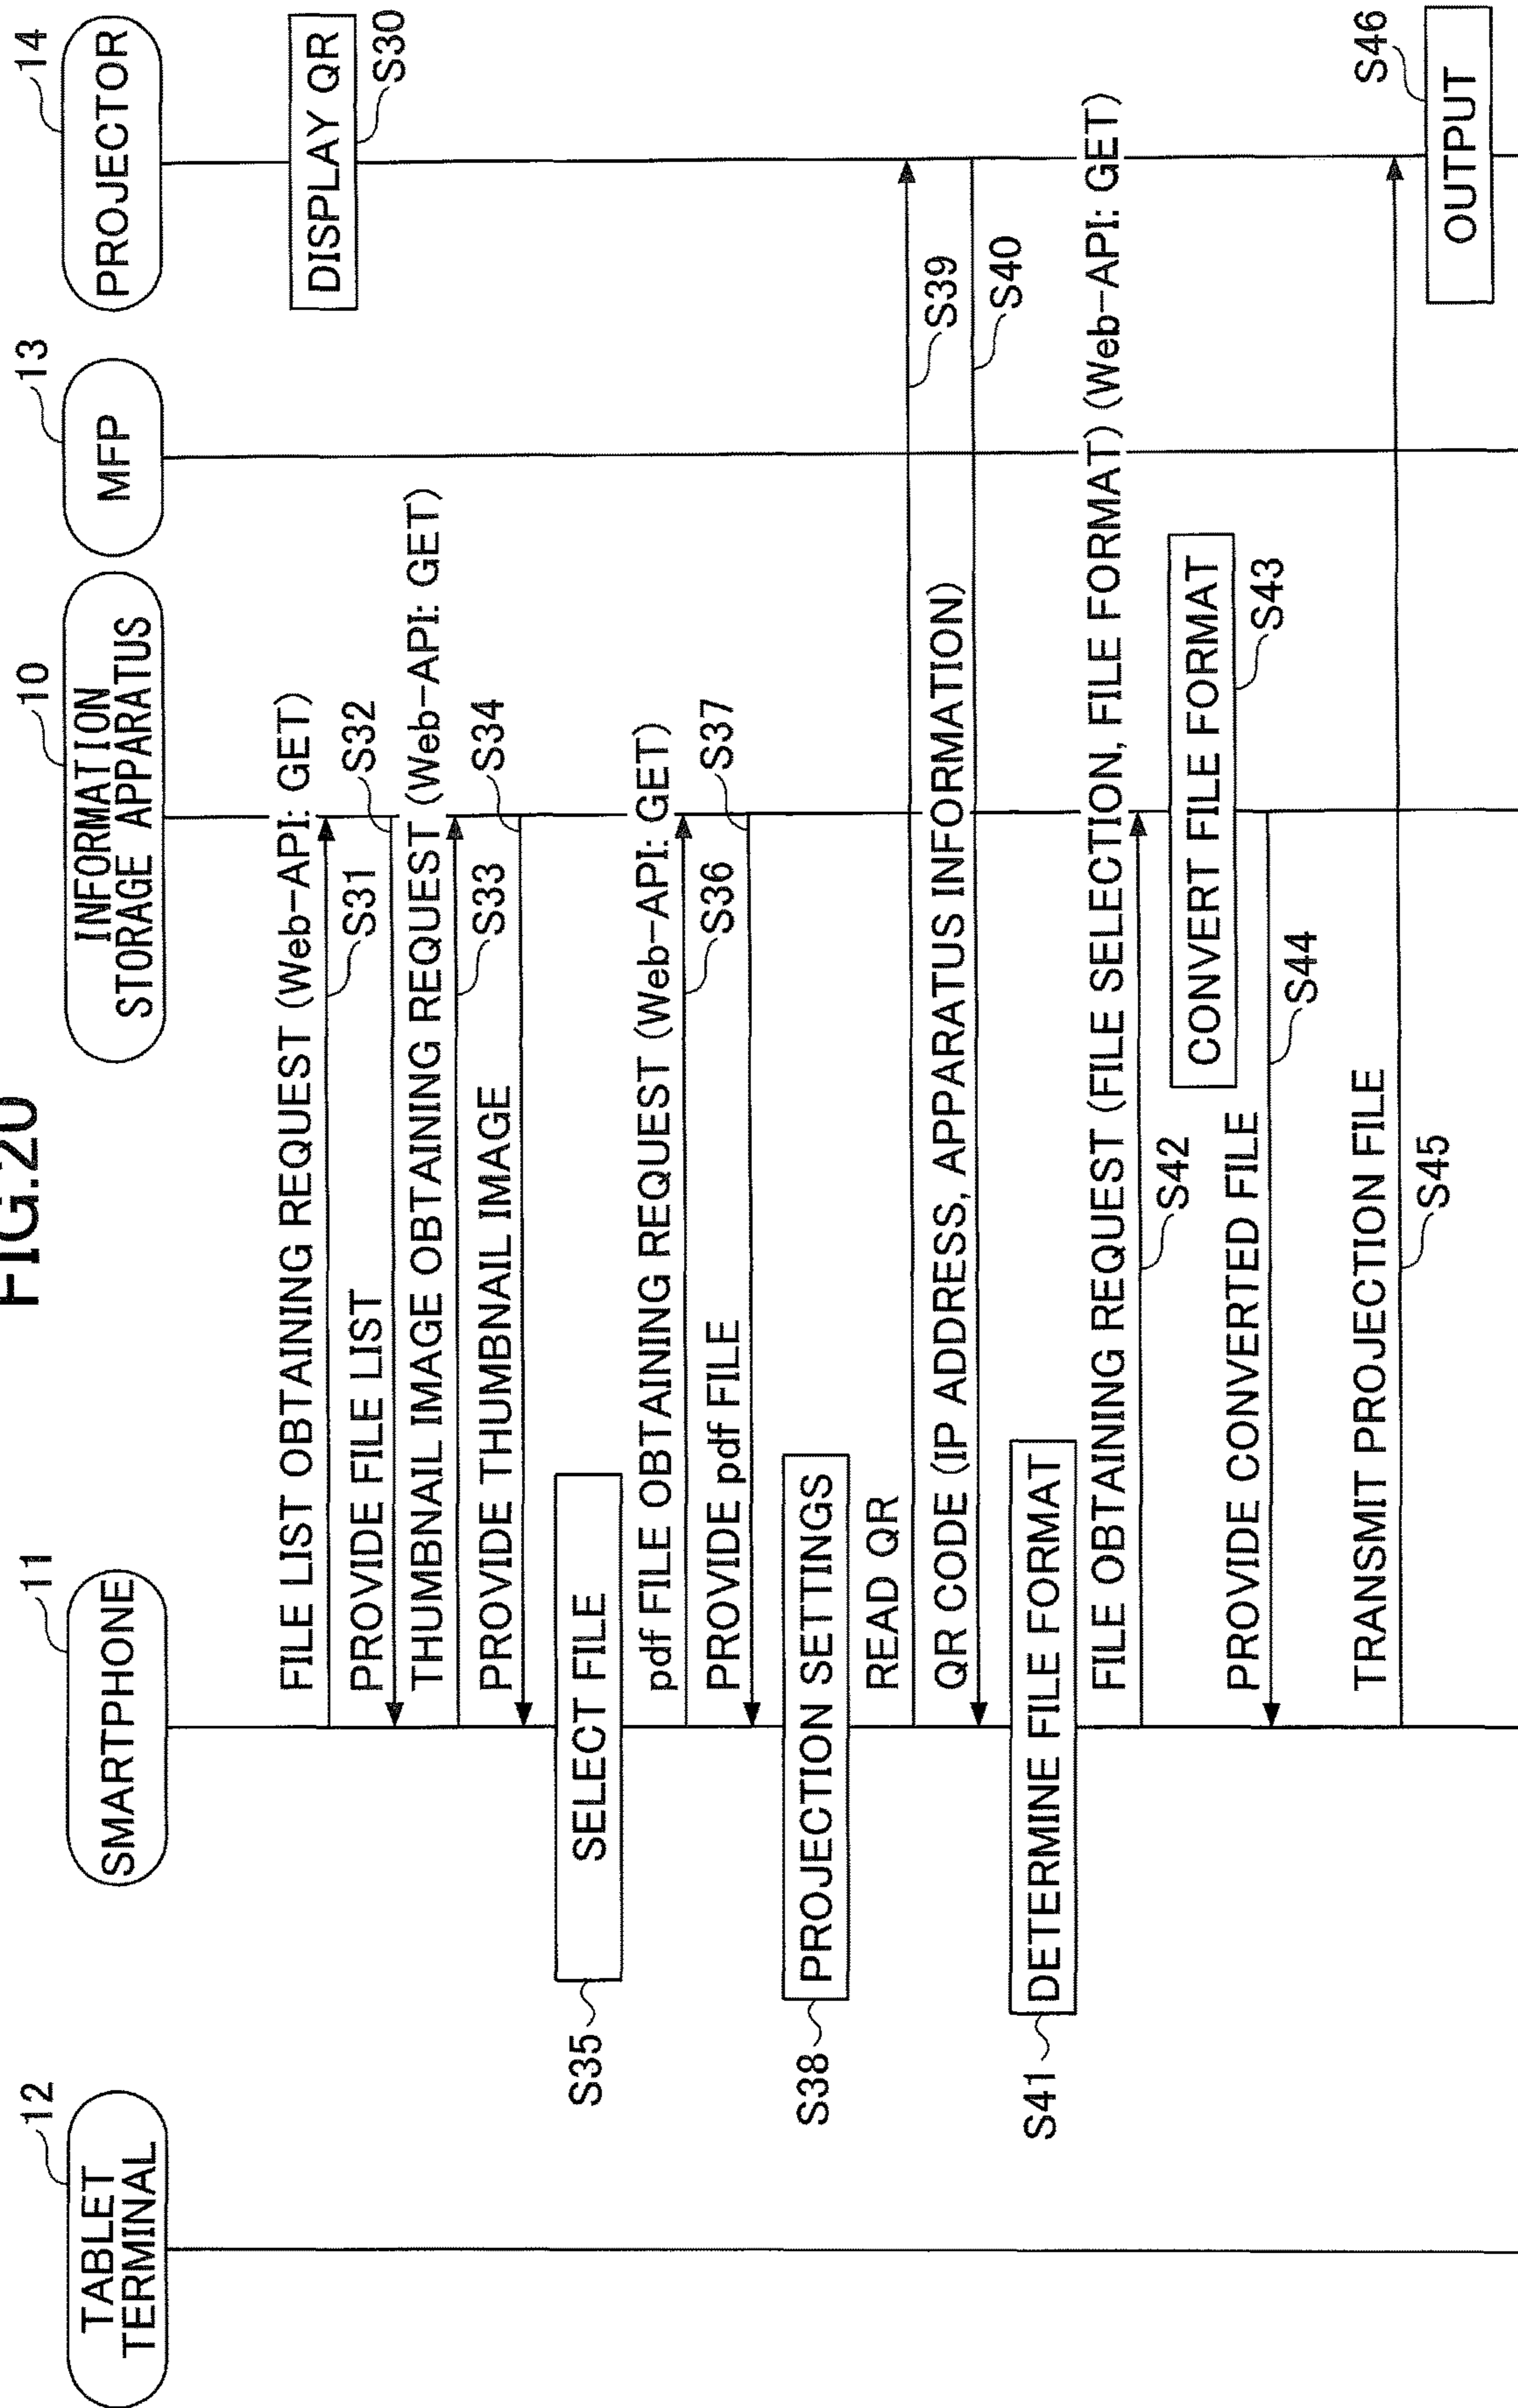 FIG.20
12
TABLET
TERMINAL
11
SMARTPHONE
10
INFORMATION
STORAGE APPARATUS
13
MFP
14
PROJECTOR
DISPLAY QR
S30
FILE LIST OBTAINING REQUEST (Web-API: GET)
S31
PROVIDE FILE LIST
S32
THUMBNAIL IMAGE OBTAINING REQUEST (Web-API: GET)
S33
PROVIDE THUMBNAIL IMAGE
S34
S35
SELECT FILE
pdf FILE OBTAINING REQUEST (Web-API: GET)
S36
PROVIDE pdf FILE
S37
S38
PROJECTION SETTINGS
READ QR
S39
QR CODE (IP ADDRESS, APPARATUS INFORMATION)
S40
S41
DETERMINE FILE FORMAT
FILE OBTAINING REQUEST (FILE SELECTION, FILE FORMAT) (Web-API: GET)
S42
CONVERT FILE FORMAT
S43
PROVIDE CONVERTED FILE
S44
TRANSMIT PROJECTION FILE
S45
S46
OUTPUT